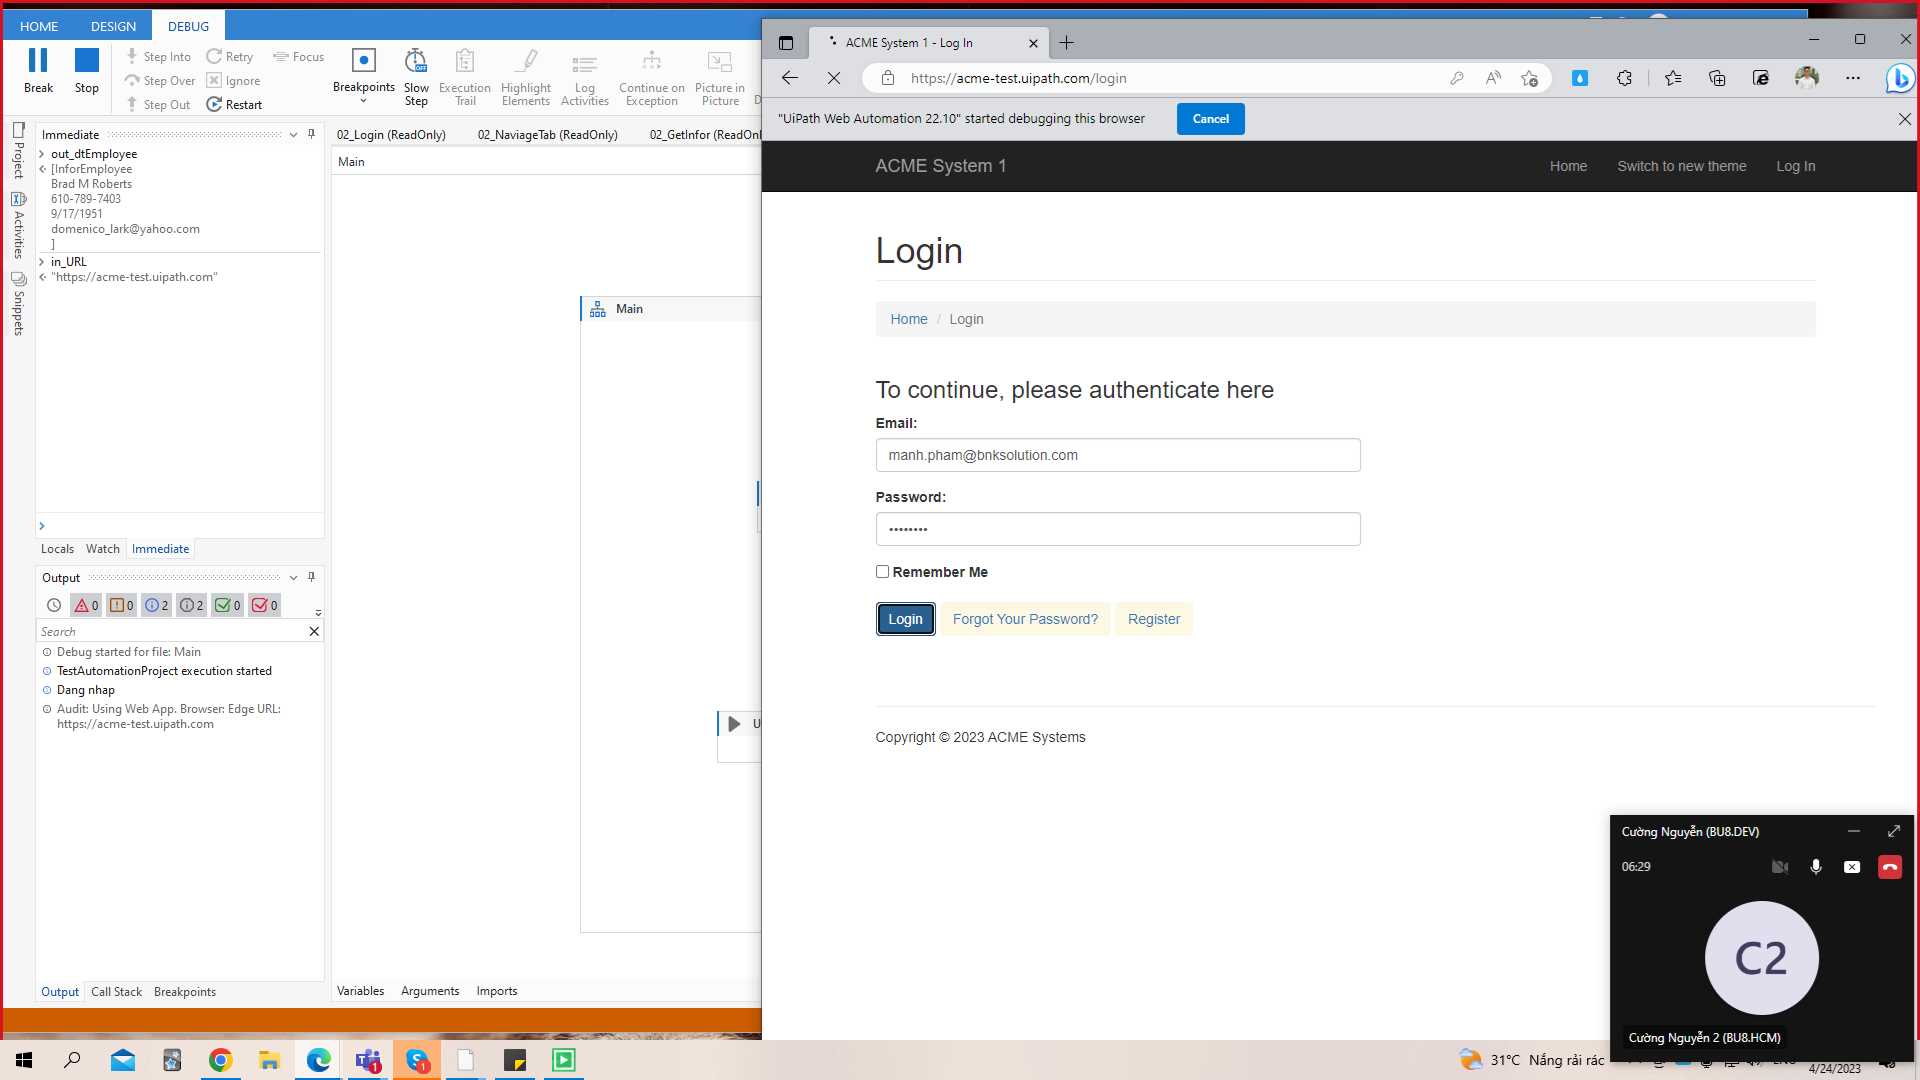 HOME
DESIGN
DEBUG
Break
Stop
Step Into
Step Over
Step Out
Retry
Ignore
Restart
Focus
Breakpoints
Slow Step
Execution Trail
Highlight Elements
Log Activities
Continue on Exception
Picture in Picture
Project
Activities
Snippets
Immediate
out_dtEmployee
[InforEmployee
Brad M Roberts
610-789-7403
9/17/1951
domenico_lark@yahoo.com
]
in_URL
"https://acme-test.uipath.com"
Locals
Watch
Immediate
Output
0
0
2
2
0
0
Search
Debug started for file: Main
TestAutomationProject execution started
Dang nhap
Audit: Using Web App. Browser: Edge URL:
https://acme-test.uipath.com
Output
Call Stack
Breakpoints
02_Login (ReadOnly)
02_NaviageTab (ReadOnly)
02_GetInfor (ReadOnl
Main
Main
U
Variables
Arguments
Imports
ACME System 1 - Log In
https://acme-test.uipath.com/login
"UiPath Web Automation 22.10" started debugging this browser
Cancel
ACME System 1
Home
Switch to new theme
Log In
Login
Home / Login
To continue, please authenticate here
Email:
manh.pham@bnksolution.com
Password:
••••••••
Remember Me
Login
Forgot Your Password?
Register
Copyright © 2023 ACME Systems
Cường Nguyễn (BU8.DEV)
06:29
C2
Cường Nguyễn 2 (BU8.HCM)
1
1
31°C Nắng rải rác
4/24/2023